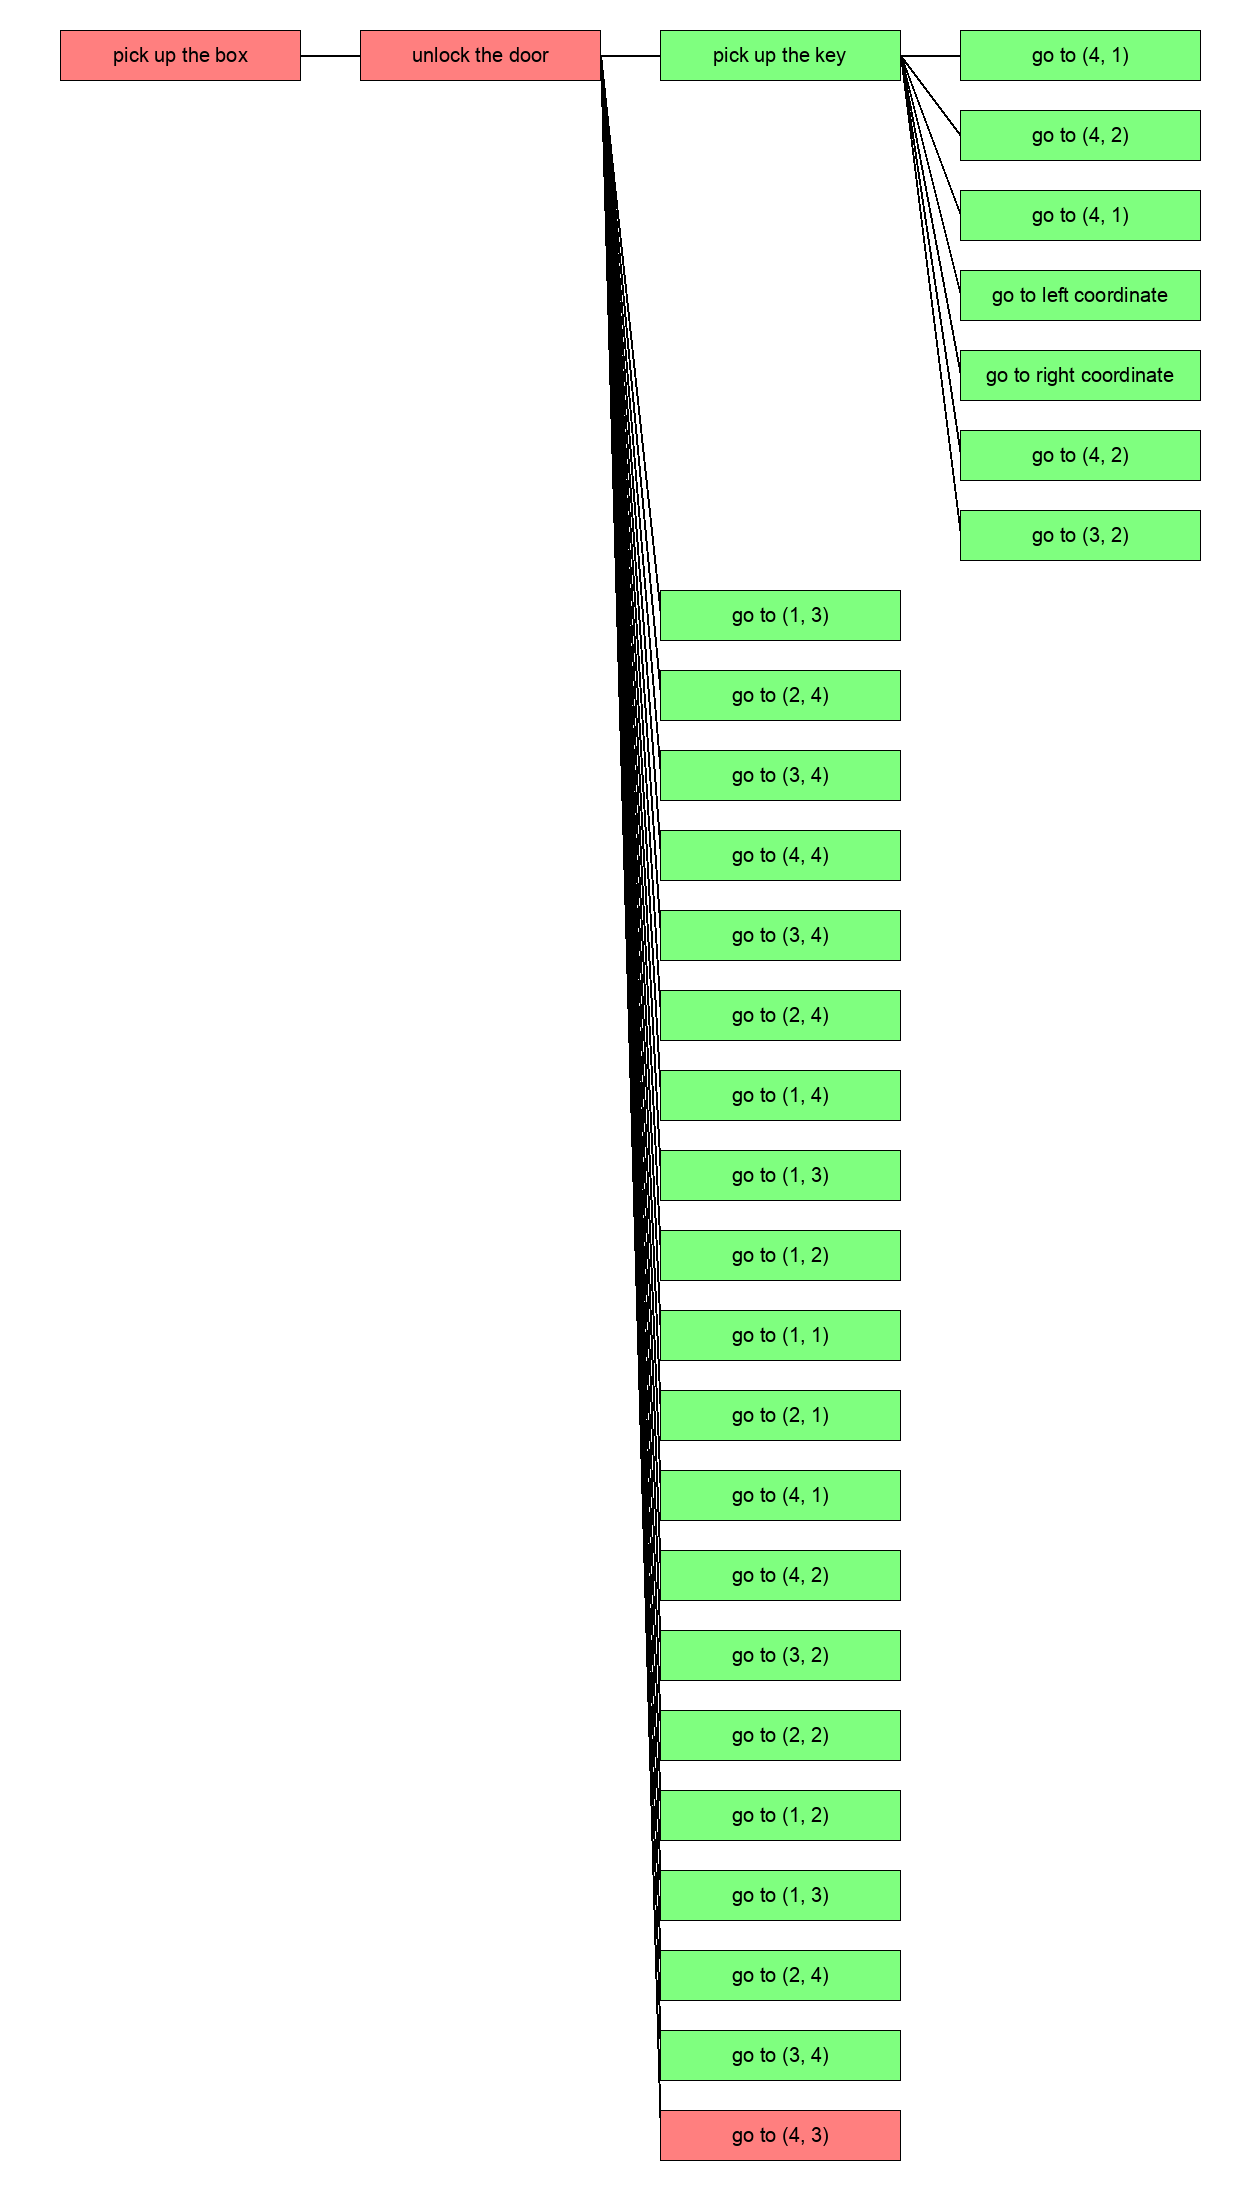 pick up the box
unlock the door
pick up the key
go to (4, 1)
go to (4, 2)
go to (4, 1)
go to left coordinate
go to right coordinate
go to (4, 2)
go to (3, 2)
go to (1, 3)
go to (2, 4)
go to (3, 4)
go to (4, 4)
go to (3, 4)
go to (2, 4)
go to (1, 4)
go to (1, 3)
go to (1, 2)
go to (1, 1)
go to (2, 1)
go to (4, 1)
go to (4, 2)
go to (3, 2)
go to (2, 2)
go to (1, 2)
go to (1, 3)
go to (2, 4)
go to (3, 4)
go to (4, 3)